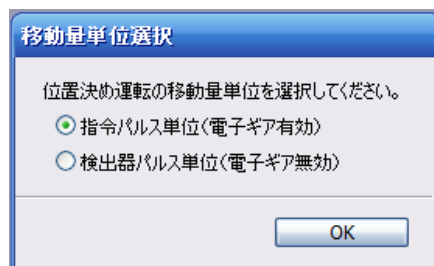 移動量単位選択
位置決め運転の移動量単位を選択してください。
指令パルス単位(電子ギア有効)
検出器パルス単位(電子ギア無効)
OK